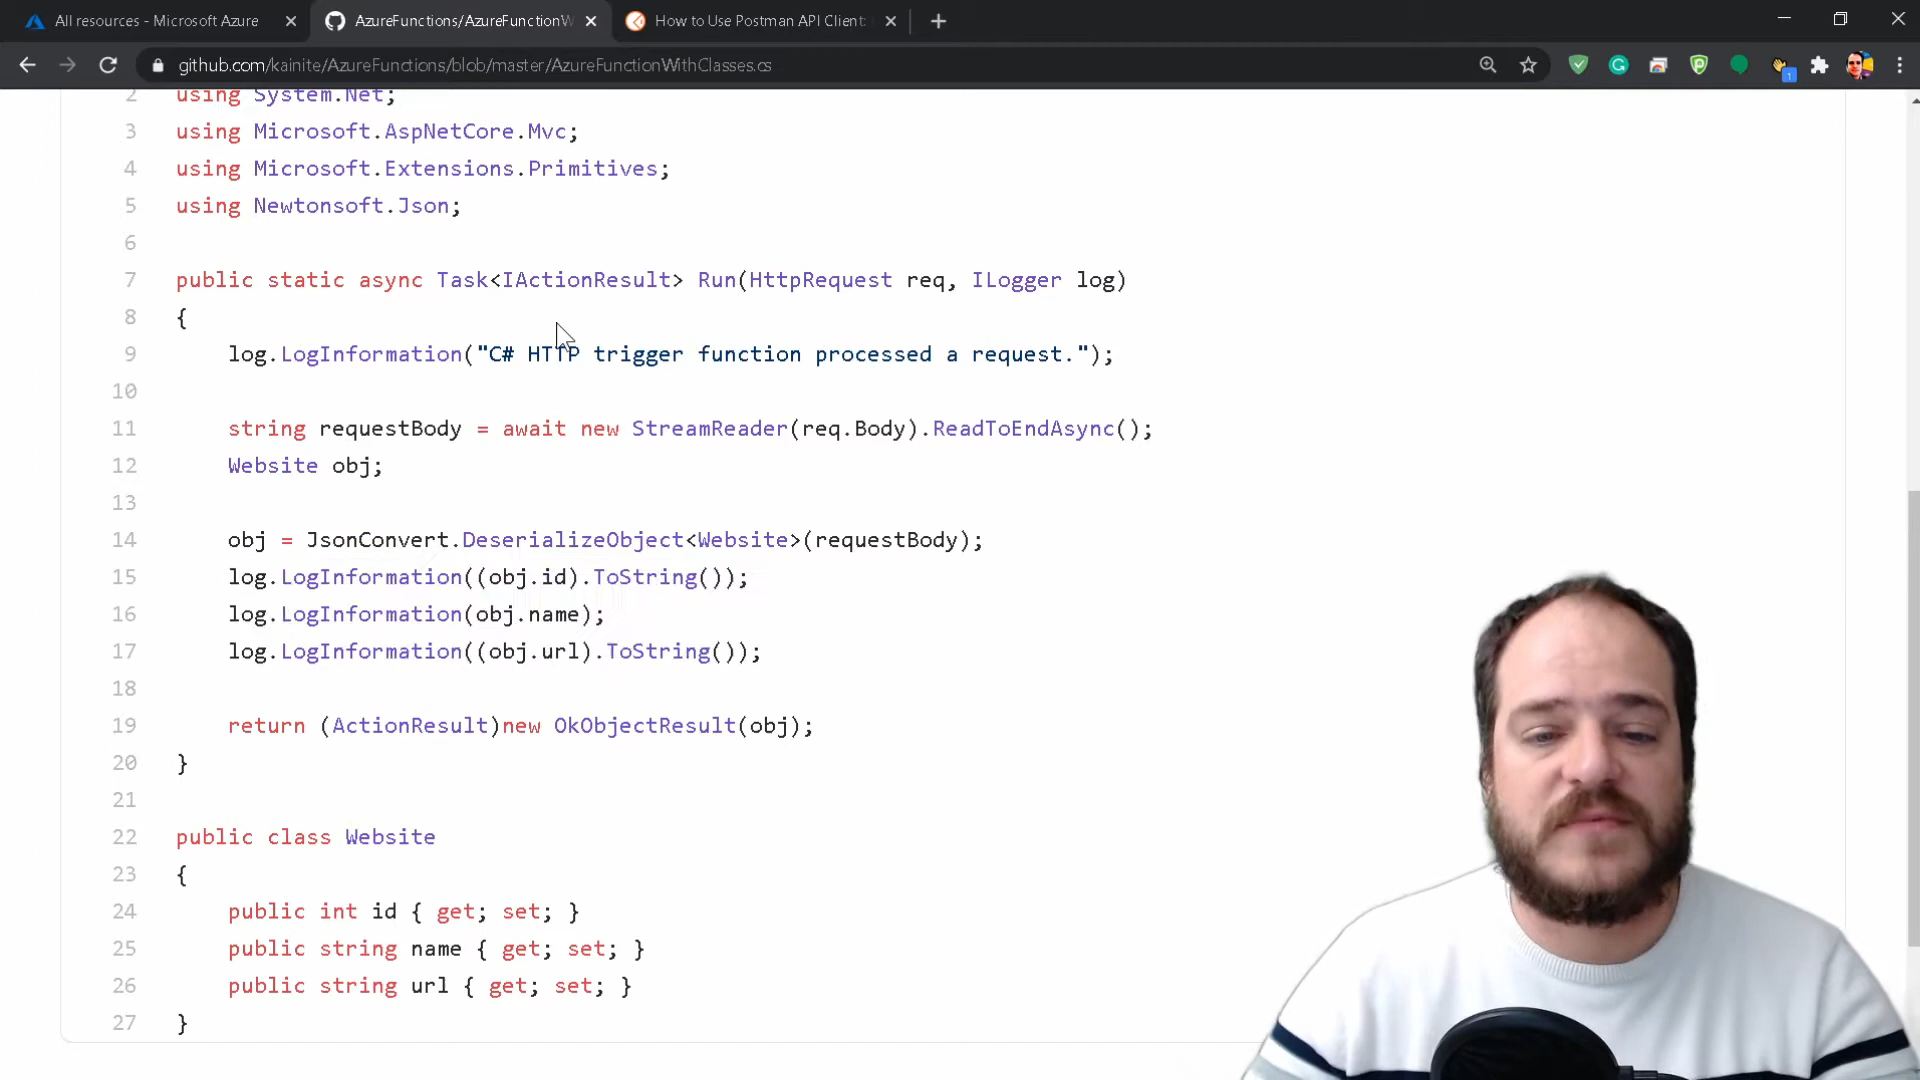 All resources - Microsoft Azure
AzureFunctions/AzureFunctionW
How to Use Postman API Client:
github.com/kainite/AzureFunctions/blob/master/AzureFunctionWithClasses.cs
1
2 using System.Net;
3 using Microsoft.AspNetCore.Mvc;
4 using Microsoft.Extensions.Primitives;
5 using Newtonsoft.Json;
6
7 public static async Task<IActionResult> Run(HttpRequest req, ILogger log)
8 {
9 log.LogInformation("C# HTTP trigger function processed a request.");
10
11 string requestBody = await new StreamReader(req.Body).ReadToEndAsync();
12 Website obj;
13
14 obj = JsonConvert.DeserializeObject<Website>(requestBody);
15 log.LogInformation((obj.id).ToString());
16 log.LogInformation(obj.name);
17 log.LogInformation((obj.url).ToString());
18
19 return (ActionResult)new OkObjectResult(obj);
20 }
21
22 public class Website
23 {
24 public int id { get; set; }
25 public string name { get; set; }
26 public string url { get; set; }
27 }